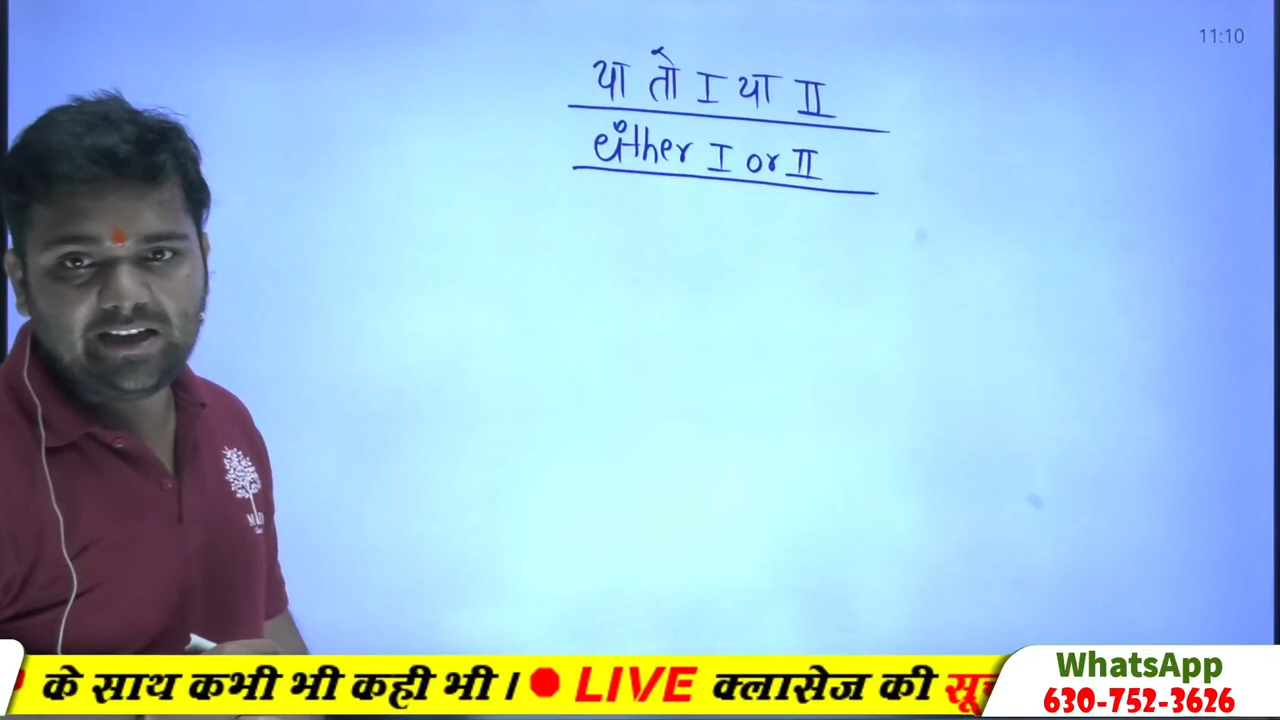 11:10
या तो I या II
either I or II
के साथ कभी भी कही भी । LIVE क्लासेज की
WhatsApp
630-752-3626